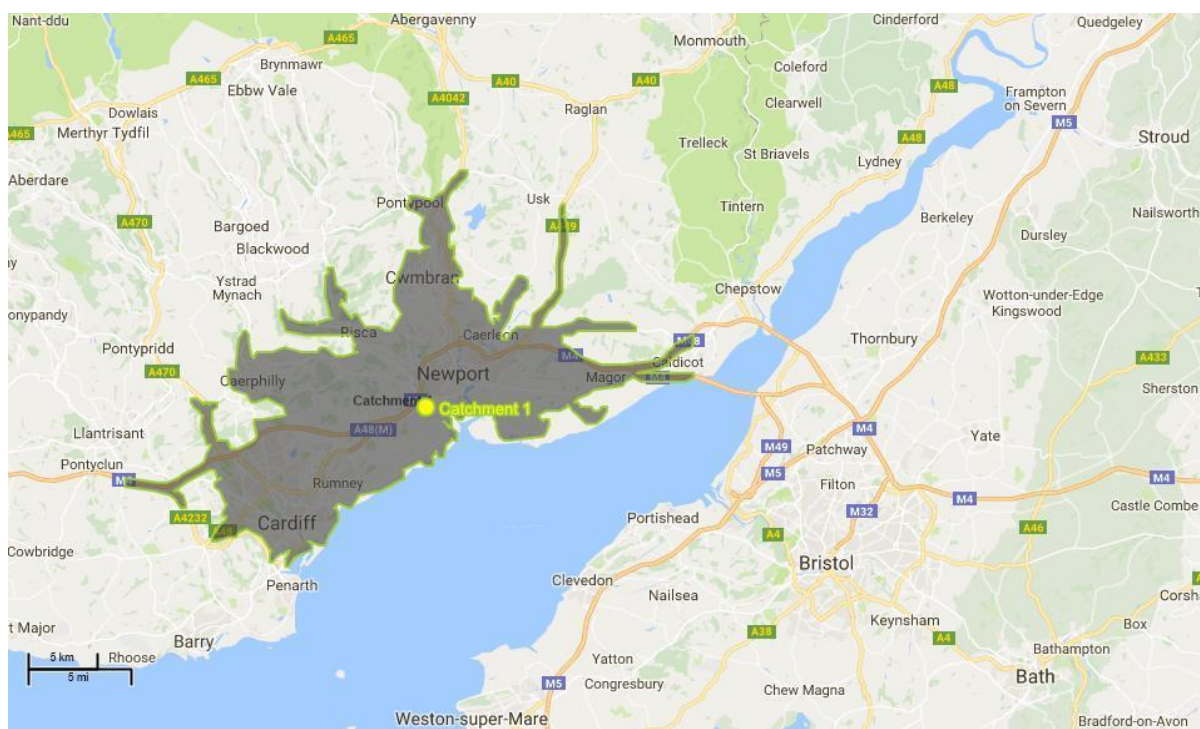 Nant-ddu
Abergavenny
Cinderford
Quedgeley
A465
Monmouth
Brynmawr
A465
Coleford
Ebbw Vale
A40
A40
A48
Frampton
on Severn
Dowlais
A4042
Raglan
Clearwell
M5
A465
Merthyr Tydfil
Trelleck
St Briavels
A48
Stroud
Lydney
Aberdare
Usk
Pontypool
Tintern
Berkeley
Nailsworth
A470
Bargoed
Dursley
Blackwood
Cwmbran
Ystrad
Mynach
Chepstow
Wotton-under-Edge
Kingswood
onypandy
Risca
Caerleon
Thornbury
Pontypridd
M4
Caldicot
A433
A470
Caerphilly
Newport
Magor
Sherston
Catchment
Catchment 1
Llantrisant
A48(M)
M4
Yate
M49
Patchway
Pontyclun
M5
M4
Rumney
Filton
M4
Castle Combe
A4232
Cardiff
Portishead
M32
A4
A46
Cowbridge
Bristol
Penarth
Clevedon
Nailsea
Keynsham
Corsh
t Major
Barry
A38
A4
Box
5 km
Rhoose
Yatton
Bathampton
5 mi
M5
Congresbury
Chew Magna
Bath
Weston-super-Mare
Bradford-on-Avon